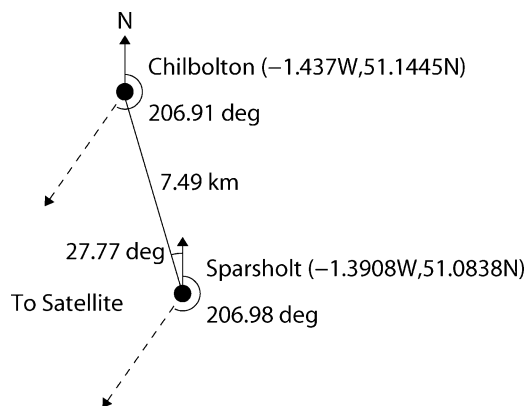 N
Chilbolton (−1.437W,51.1445N)
206.91 deg
7.49 km
27.77 deg
Sparsholt (−1.3908W,51.0838N)
To Satellite
206.98 deg